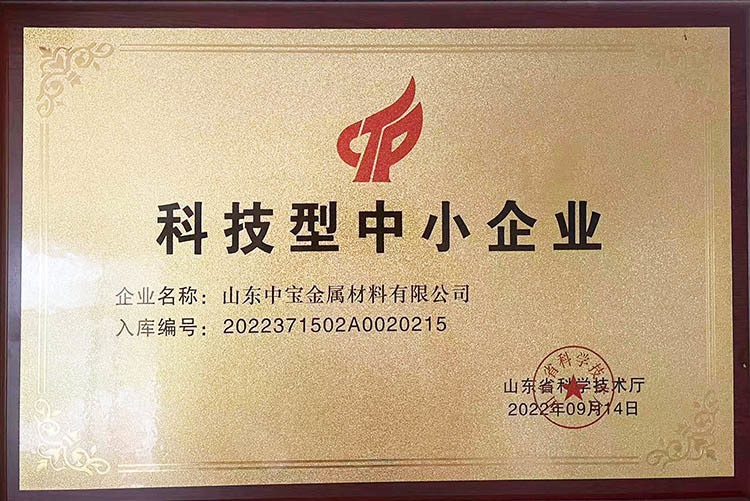 科技型中小企业
企业名称：山东中宝金属材料有限公司
入库编号：2022371502A0020215
山东省科学技术厅
2022年09月14日